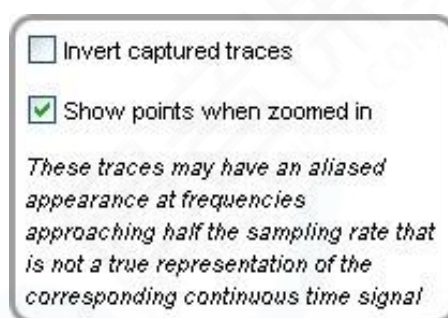 Invert captured traces
Show points when zoomed in
These traces may have an aliased
appearance at frequencies
approaching half the sampling rate that
is not a true representation of the
corresponding continuous time signal